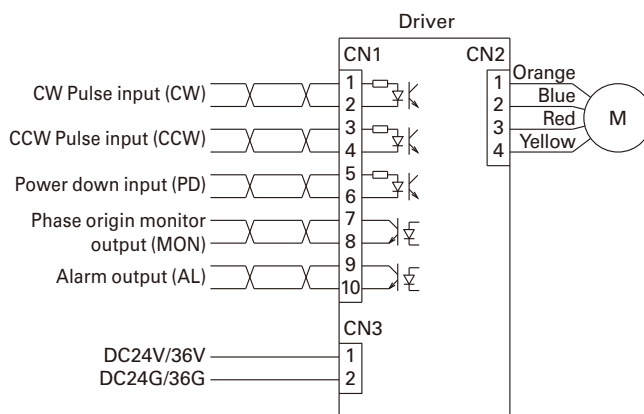 Driver
CN1
CN2
CW Pulse input (CW)
1
2
CCW Pulse input (CCW)
3
4
Power down input (PD)
5
6
Phase origin monitor
output (MON)
7
8
Alarm output (AL)
9
10
1
Orange
2
Blue
3
Red
4
Yellow
M
CN3
DC24V/36V
1
DC24G/36G
2